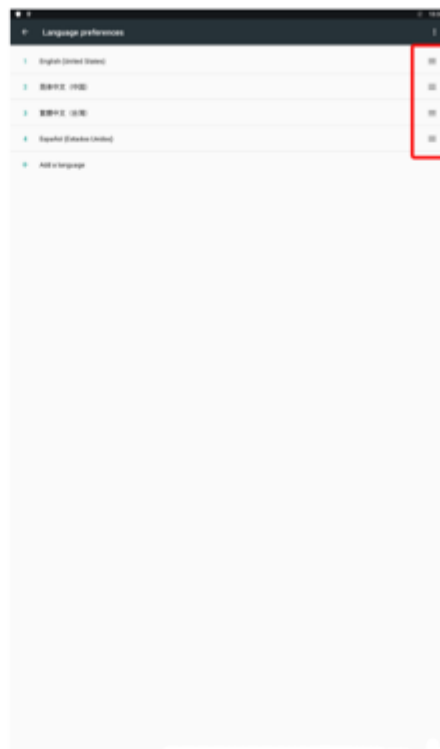 Language preferences
1 English (United States)
2 简体中文 (中国)
3 繁體中文 (台灣)
4 Español (Estados Unidos)
+ Add a language